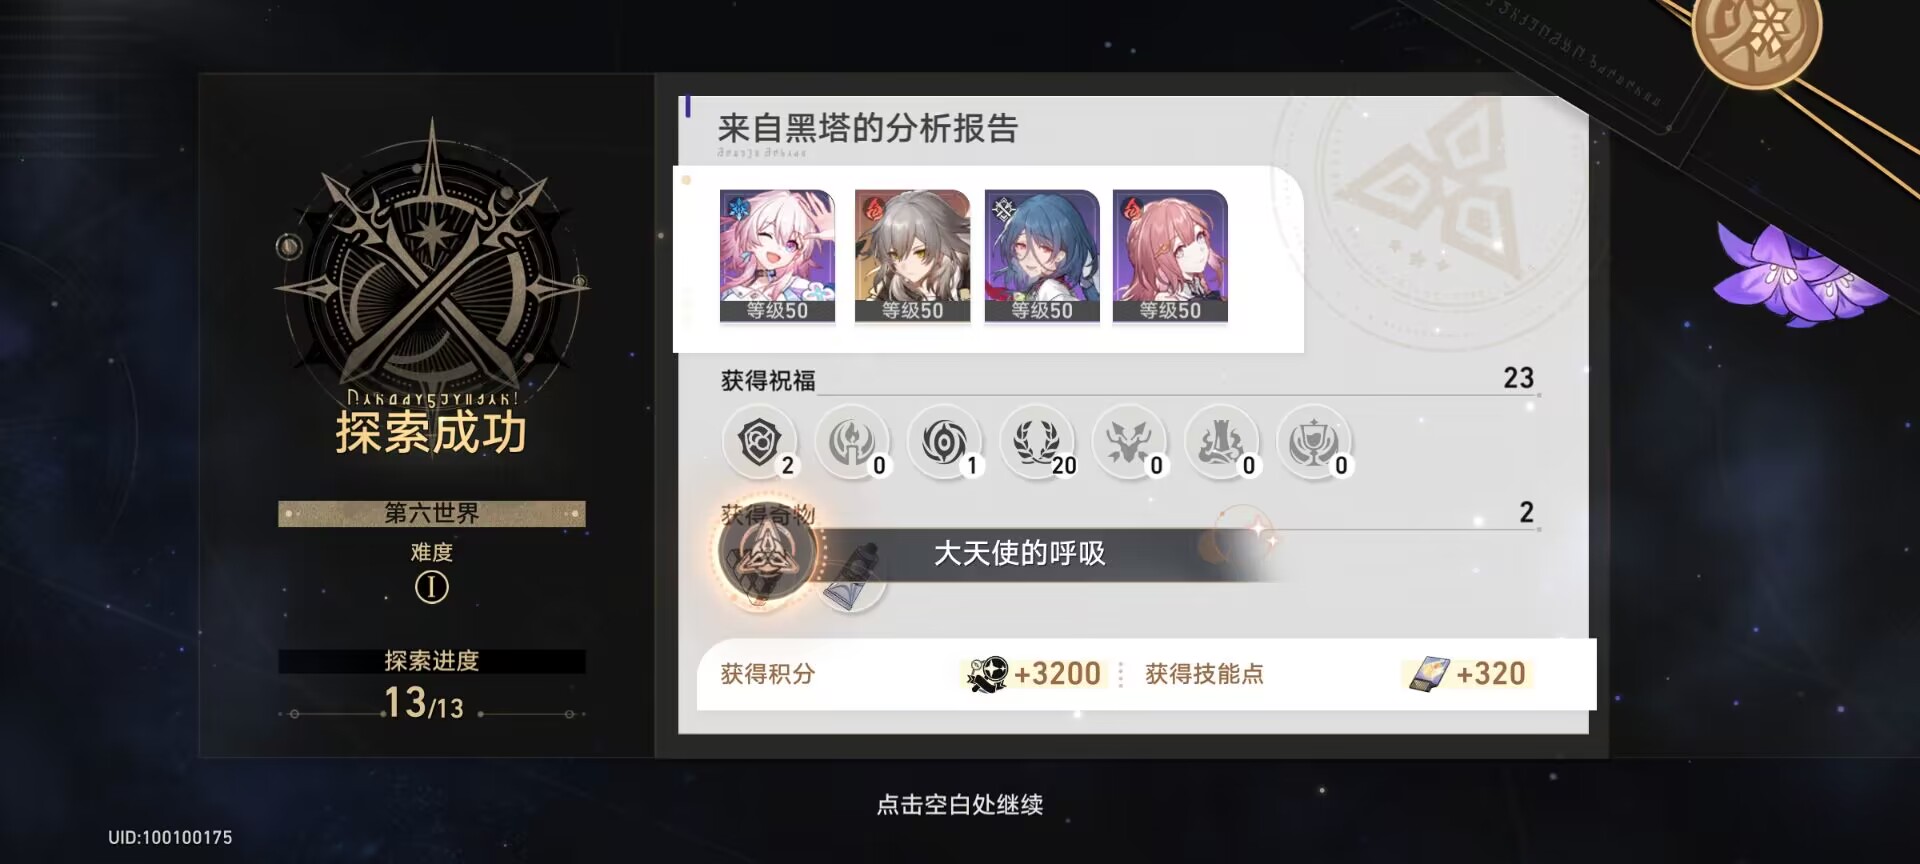 探索成功
第六世界
难度
I
探索进度
13/13
来自黑塔的分析报告
等级50
等级50
等级50
等级50
获得祝福
23
2
0
1
20
0
0
0
获得奇物
2
大天使的呼吸
获得积分
+3200
获得技能点
+320
点击空白处继续
UID:100100175